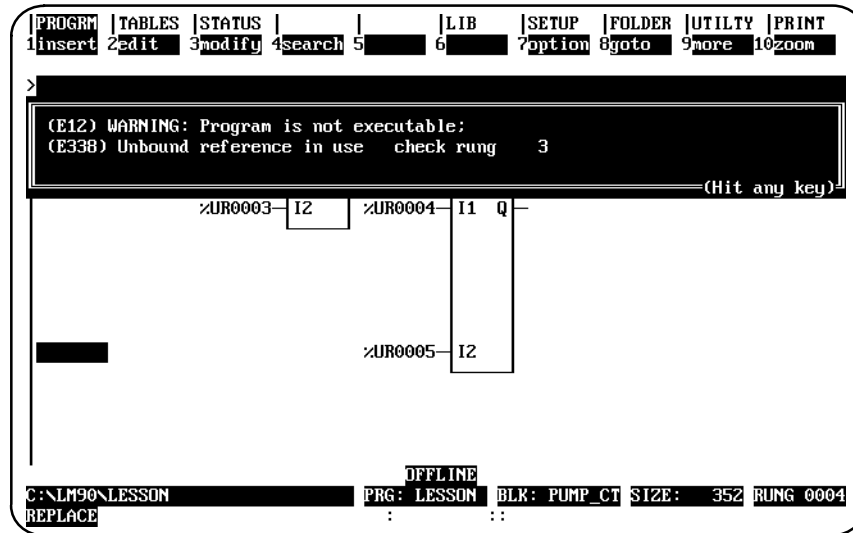 |PROGRM |TABLES |STATUS | | |LIB |SETUP |FOLDER |UTILTY |PRINT
1insert 2edit 3modify 4search 5 6 7option 8goto 9more 10zoom
>
(E12) WARNING: Program is not executable;
(E338) Unbound reference in use check rung 3
(Hit any key)
%UR0003 I2 %UR0004 I1 Q
%UR0005 I2
OFFLINE
C:\LM90\LESSON PRG: LESSON BLK: PUMP_CT SIZE: 352 RUNG 0004
REPLACE : ::